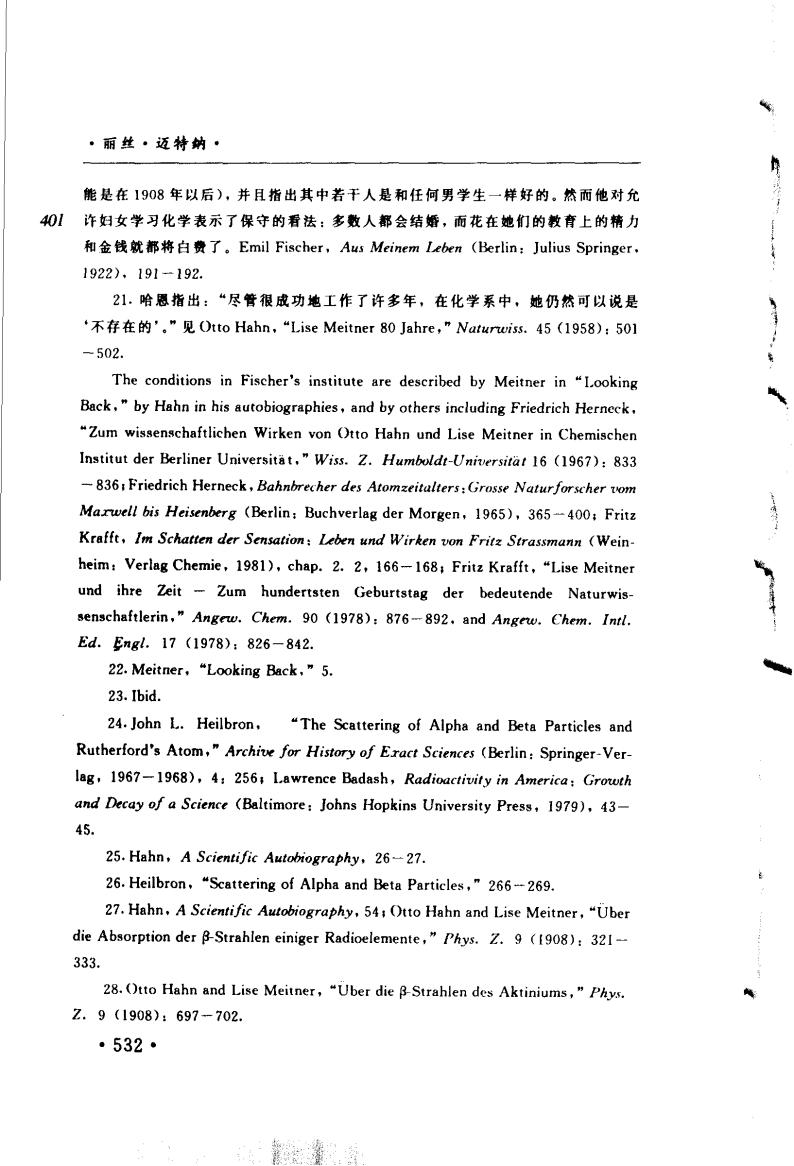 ·丽丝·迈特纳·
能是在 1908 年以后），并且指出其中若干人是和任何男学生一样好的。然而他对允
401 许妇女学习化学表示了保守的看法：多数人都会结婚，而花在她们的教育上的精力
和金钱就都将白费了。Emil Fischer, Aus Meinem Leben (Berlin: Julius Springer,
1922), 191－192.
21. 哈恩指出：“尽管很成功地工作了许多年，在化学系中，她仍然可以说是
‘不存在的’。”见 Otto Hahn, “Lise Meitner 80 Jahre,” Naturwiss. 45 (1958): 501
－502.
The conditions in Fischer's institute are described by Meitner in “Looking
Back,” by Hahn in his autobiographies, and by others including Friedrich Herneck,
“Zum wissenschaftlichen Wirken von Otto Hahn und Lise Meitner in Chemischen
Institut der Berliner Universität,” Wiss. Z. Humboldt-Universität 16 (1967): 833
－836; Friedrich Herneck, Bahnbrecher des Atomzeitalters: Grosse Naturforscher vom
Maxwell bis Heisenberg (Berlin: Buchverlag der Morgen, 1965), 365－400; Fritz
Krafft, Im Schatten der Sensation: Leben und Wirken von Fritz Strassmann (Wein-
heim: Verlag Chemie, 1981), chap. 2. 2, 166－168; Fritz Krafft, “Lise Meitner
und ihre Zeit － Zum hundertsten Geburtstag der bedeutende Naturwis-
senschaftlerin,” Angew. Chem. 90 (1978): 876－892, and Angew. Chem. Intl.
Ed. Engl. 17 (1978): 826－842.
22. Meitner, “Looking Back,” 5.
23. Ibid.
24. John L. Heilbron, “The Scattering of Alpha and Beta Particles and
Rutherford's Atom,” Archive for History of Exact Sciences (Berlin: Springer-Ver-
lag, 1967－1968), 4: 256; Lawrence Badash, Radioactivity in America: Growth
and Decay of a Science (Baltimore: Johns Hopkins University Press, 1979), 43－
45.
25. Hahn, A Scientific Autobiography, 26－27.
26. Heilbron, “Scattering of Alpha and Beta Particles,” 266－269.
27. Hahn, A Scientific Autobiography, 54; Otto Hahn and Lise Meitner, “Über
die Absorption der β-Strahlen einiger Radioelemente,” Phys. Z. 9 (1908): 321－
333.
28. Otto Hahn and Lise Meitner, “Über die β-Strahlen des Aktiniums,” Phys.
Z. 9 (1908): 697－702.
·532·